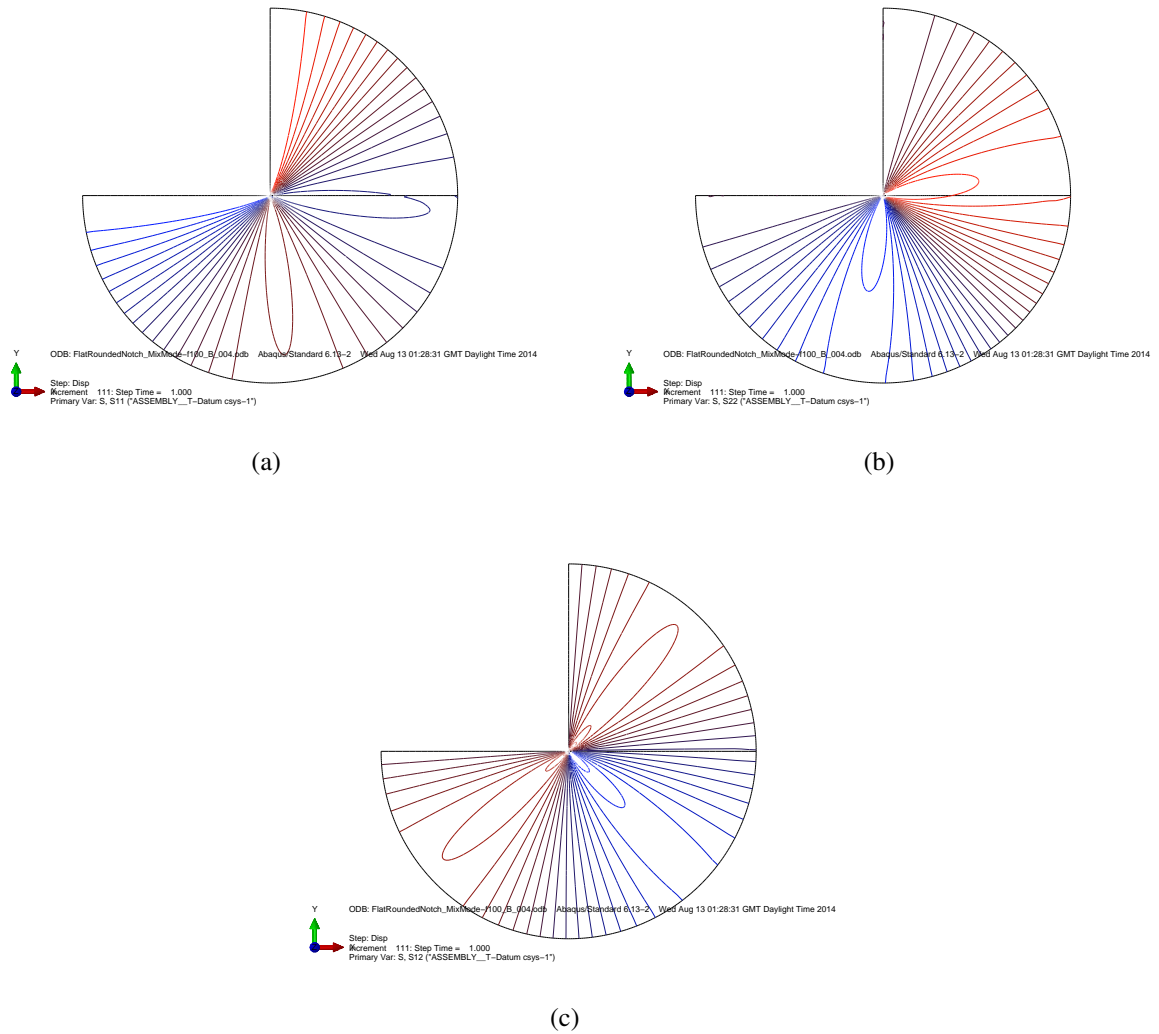 Y
ODB: FlatRoundedNotch_MixMode−f100_B_004.odb Abaqus/Standard 6.13−2 Wed Aug 13 01:28:31 GMT Daylight Time 2014
X
Step: Disp
Increment 111: Step Time = 1.000
Primary Var: S, S11 ("ASSEMBLY__T−Datum csys−1")
(a)
Y
ODB: FlatRoundedNotch_MixMode−f100_B_004.odb Abaqus/Standard 6.13−2 Wed Aug 13 01:28:31 GMT Daylight Time 2014
X
Step: Disp
Increment 111: Step Time = 1.000
Primary Var: S, S22 ("ASSEMBLY__T−Datum csys−1")
(b)
Y
ODB: FlatRoundedNotch_MixMode−f100_B_004.odb Abaqus/Standard 6.13−2 Wed Aug 13 01:28:31 GMT Daylight Time 2014
X
Step: Disp
Increment 111: Step Time = 1.000
Primary Var: S, S12 ("ASSEMBLY__T−Datum csys−1")
(c)